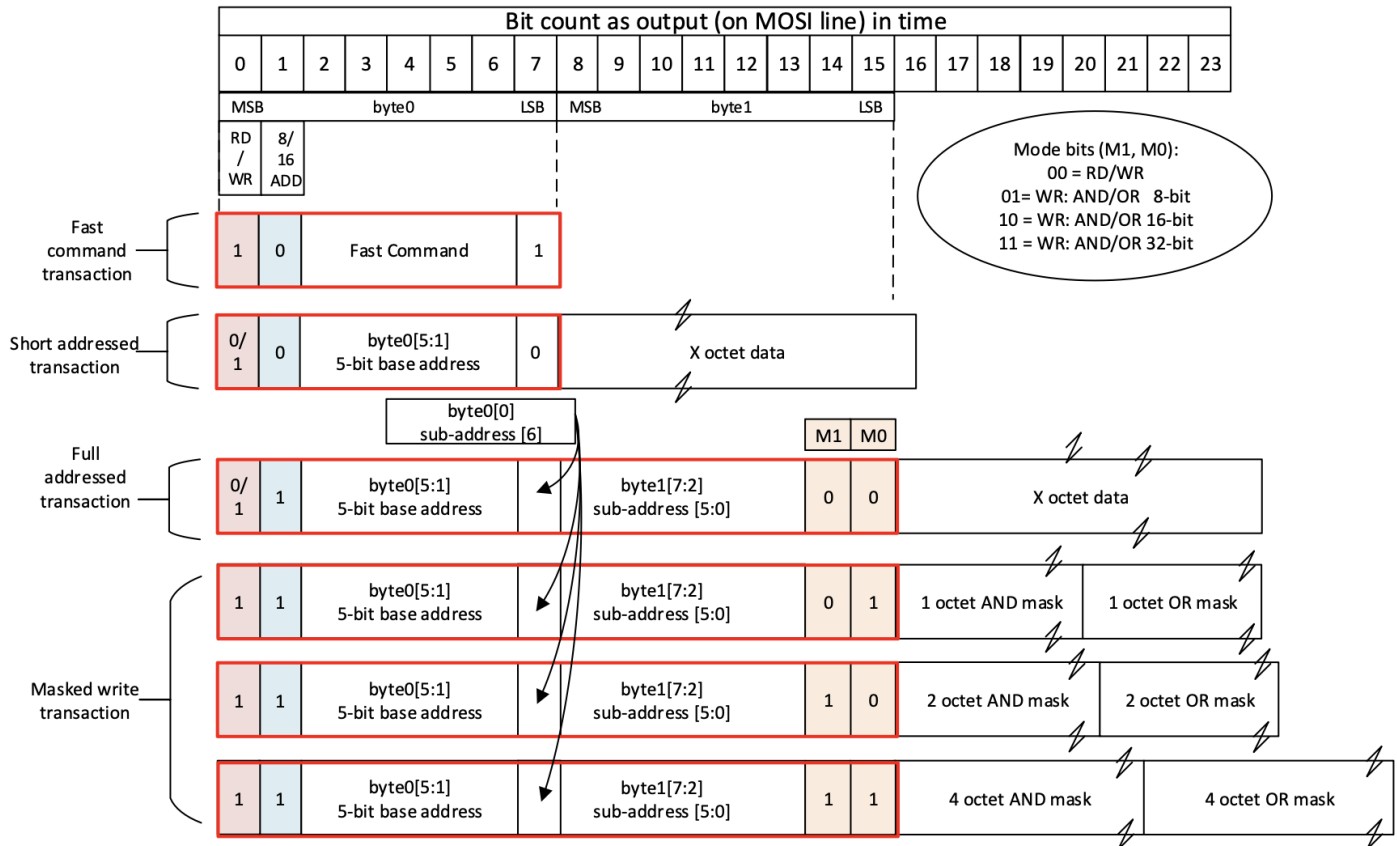 Bit count as output (on MOSI line) in time
0 1 2 3 4 5 6 7 8 9 10 11 12 13 14 15 16 17 18 19 20 21 22 23
MSB byte0 LSB MSB byte1 LSB
RD
/
WR
8/
16
ADD
Mode bits (M1, M0):
00 = RD/WR
01= WR: AND/OR 8-bit
10 = WR: AND/OR 16-bit
11 = WR: AND/OR 32-bit
Fast
command
transaction
1 0 Fast Command 1
Short addressed
transaction
0/
1
0
byte0[5:1]
5-bit base address
0
X octet data
byte0[0]
sub-address [6]
M1 M0
Full
addressed
transaction
0/
1
1
byte0[5:1]
5-bit base address
byte1[7:2]
sub-address [5:0]
0 0
X octet data
Masked write
transaction
1 1
byte0[5:1]
5-bit base address
byte1[7:2]
sub-address [5:0]
0 1
1 octet AND mask
1 octet OR mask
1 1
byte0[5:1]
5-bit base address
byte1[7:2]
sub-address [5:0]
1 0
2 octet AND mask
2 octet OR mask
1 1
byte0[5:1]
5-bit base address
byte1[7:2]
sub-address [5:0]
1 1
4 octet AND mask
4 octet OR mask